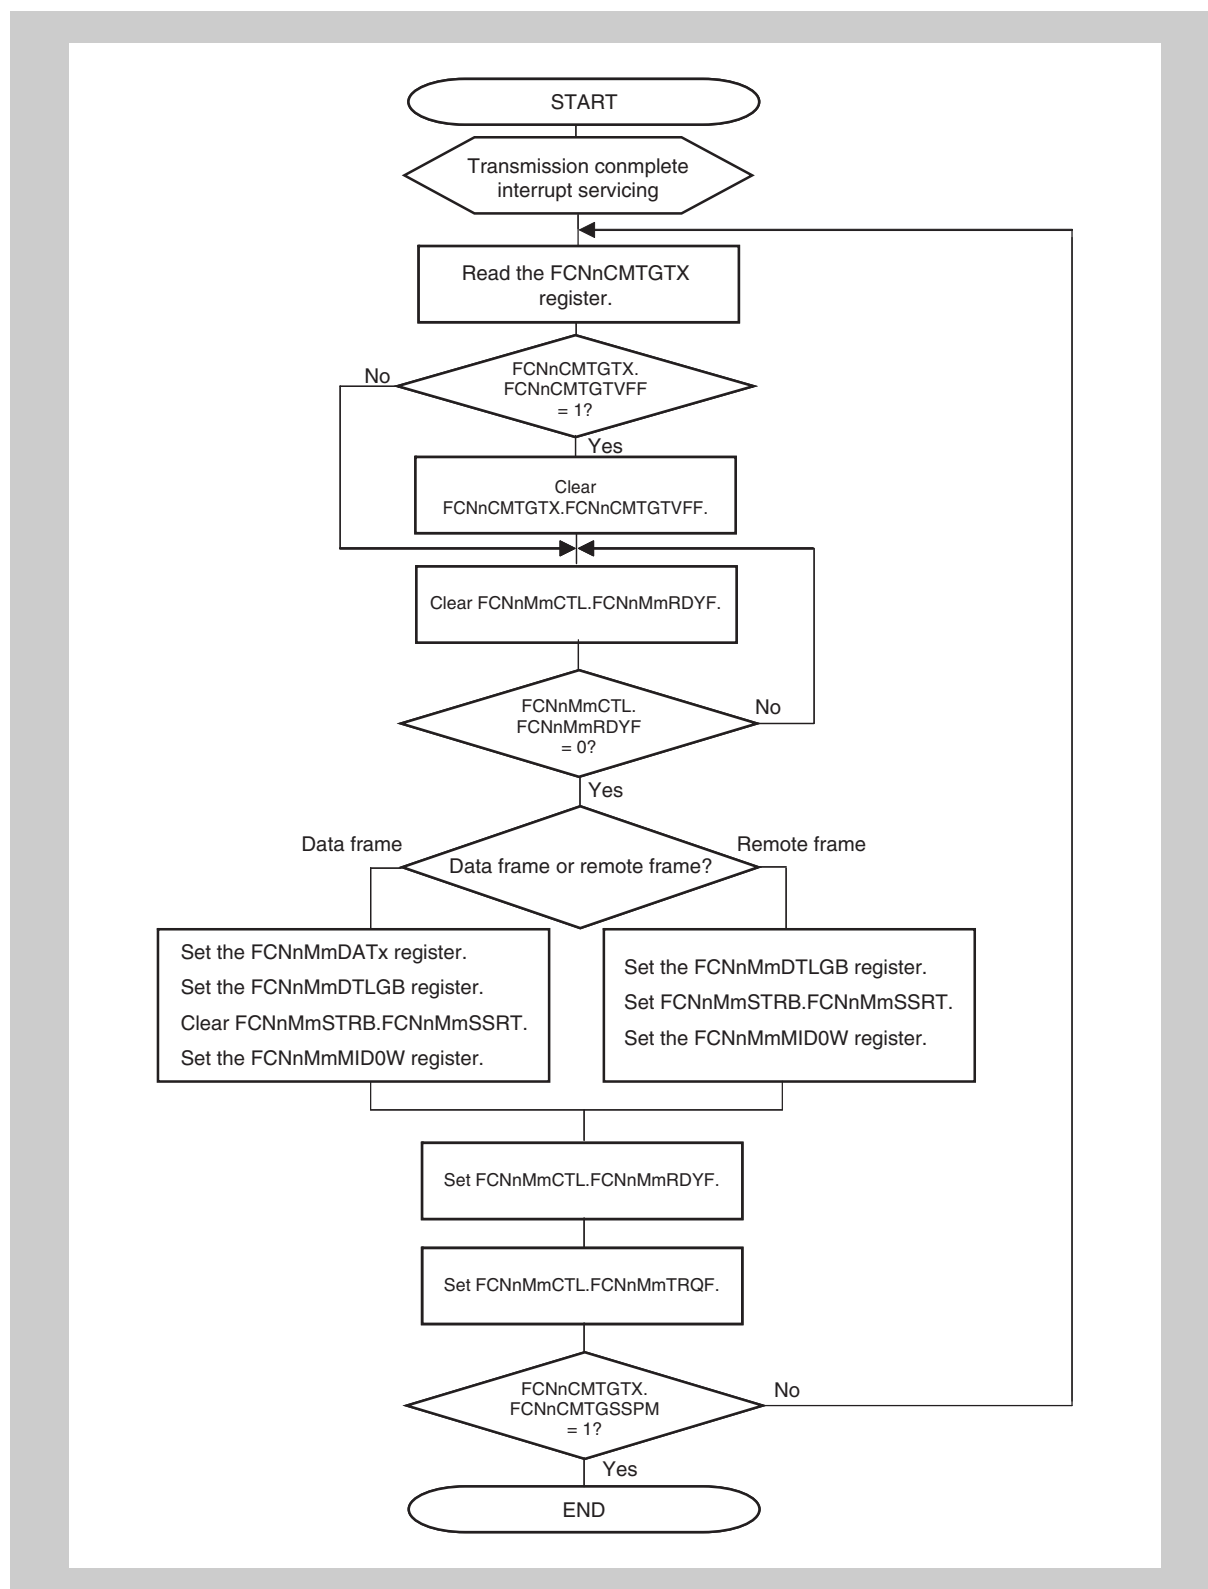 START
Transmission conmplete
interrupt servicing
Read the FCNnCMTGTX
register.
FCNnCMTGTX.
FCNnCMTGTVFF
= 1?
No
Yes
Clear
FCNnCMTGTX.FCNnCMTGTVFF.
Clear FCNnMmCTL.FCNnMmRDYF.
FCNnMmCTL.
FCNnMmRDYF
= 0?
No
Yes
Data frame
Remote frame
Data frame or remote frame?
Set the FCNnMmDATx register.
Set the FCNnMmDTLGB register.
Clear FCNnMmSTRB.FCNnMmSSRT.
Set the FCNnMmMID0W register.
Set the FCNnMmDTLGB register.
Set FCNnMmSTRB.FCNnMmSSRT.
Set the FCNnMmMID0W register.
Set FCNnMmCTL.FCNnMmRDYF.
Set FCNnMmCTL.FCNnMmTRQF.
FCNnCMTGTX.
FCNnCMTGSSPM
= 1?
No
Yes
END